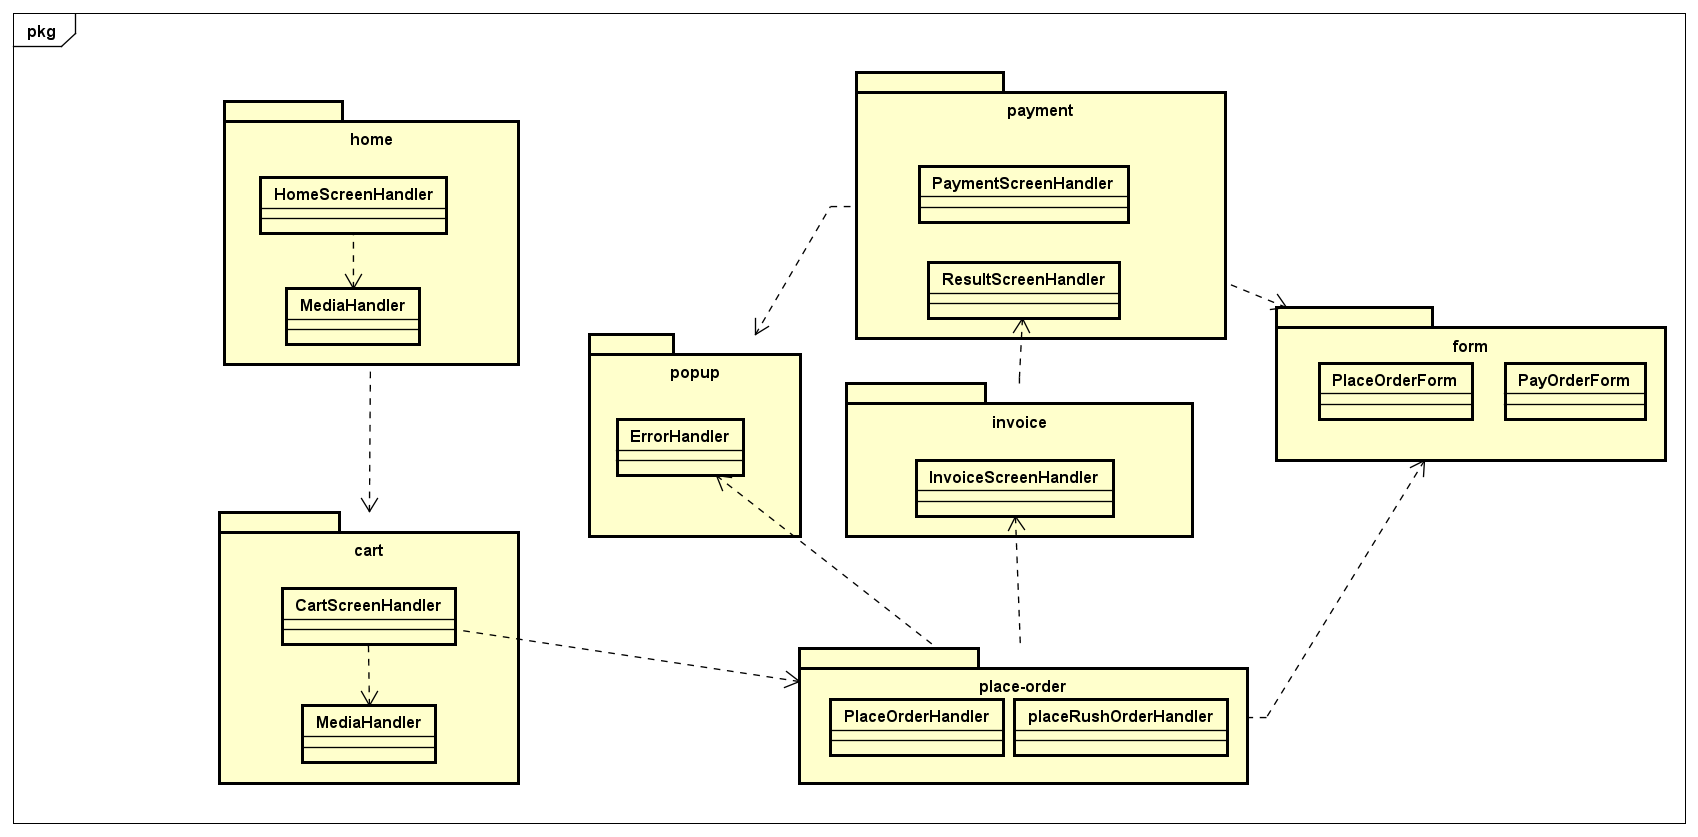 pkg
home
HomeScreenHandler
MediaHandler
payment
PaymentScreenHandler
ResultScreenHandler
popup
ErrorHandler
invoice
InvoiceScreenHandler
form
PlaceOrderForm
PayOrderForm
cart
CartScreenHandler
MediaHandler
place-order
PlaceOrderHandler
placeRushOrderHandler